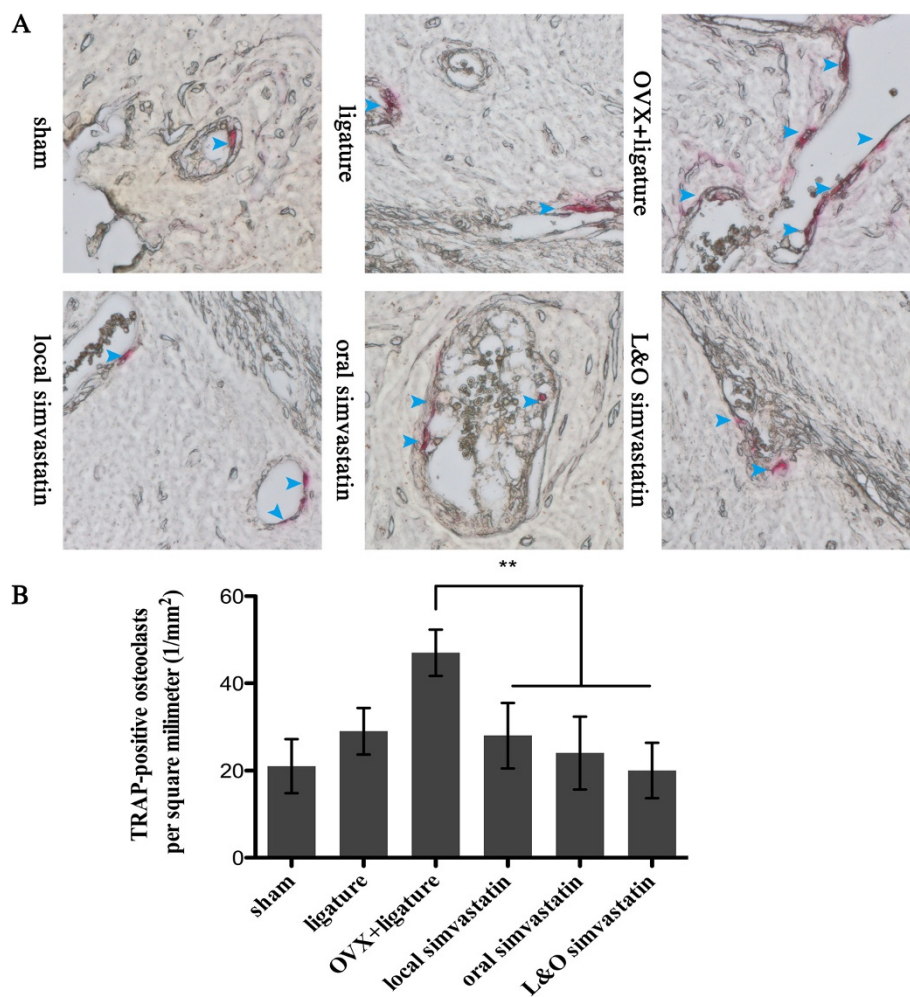 A
sham
ligature
OVX+ligature
local simvastatin
oral simvastatin
L&O simvastatin
B
**
TRAP-positive osteoclasts
per square milimeter (1/mm²)
60
40
20
0
sham
ligature
OVX+ligature
local simvastatin
oral simvastatin
L&O simvastatin